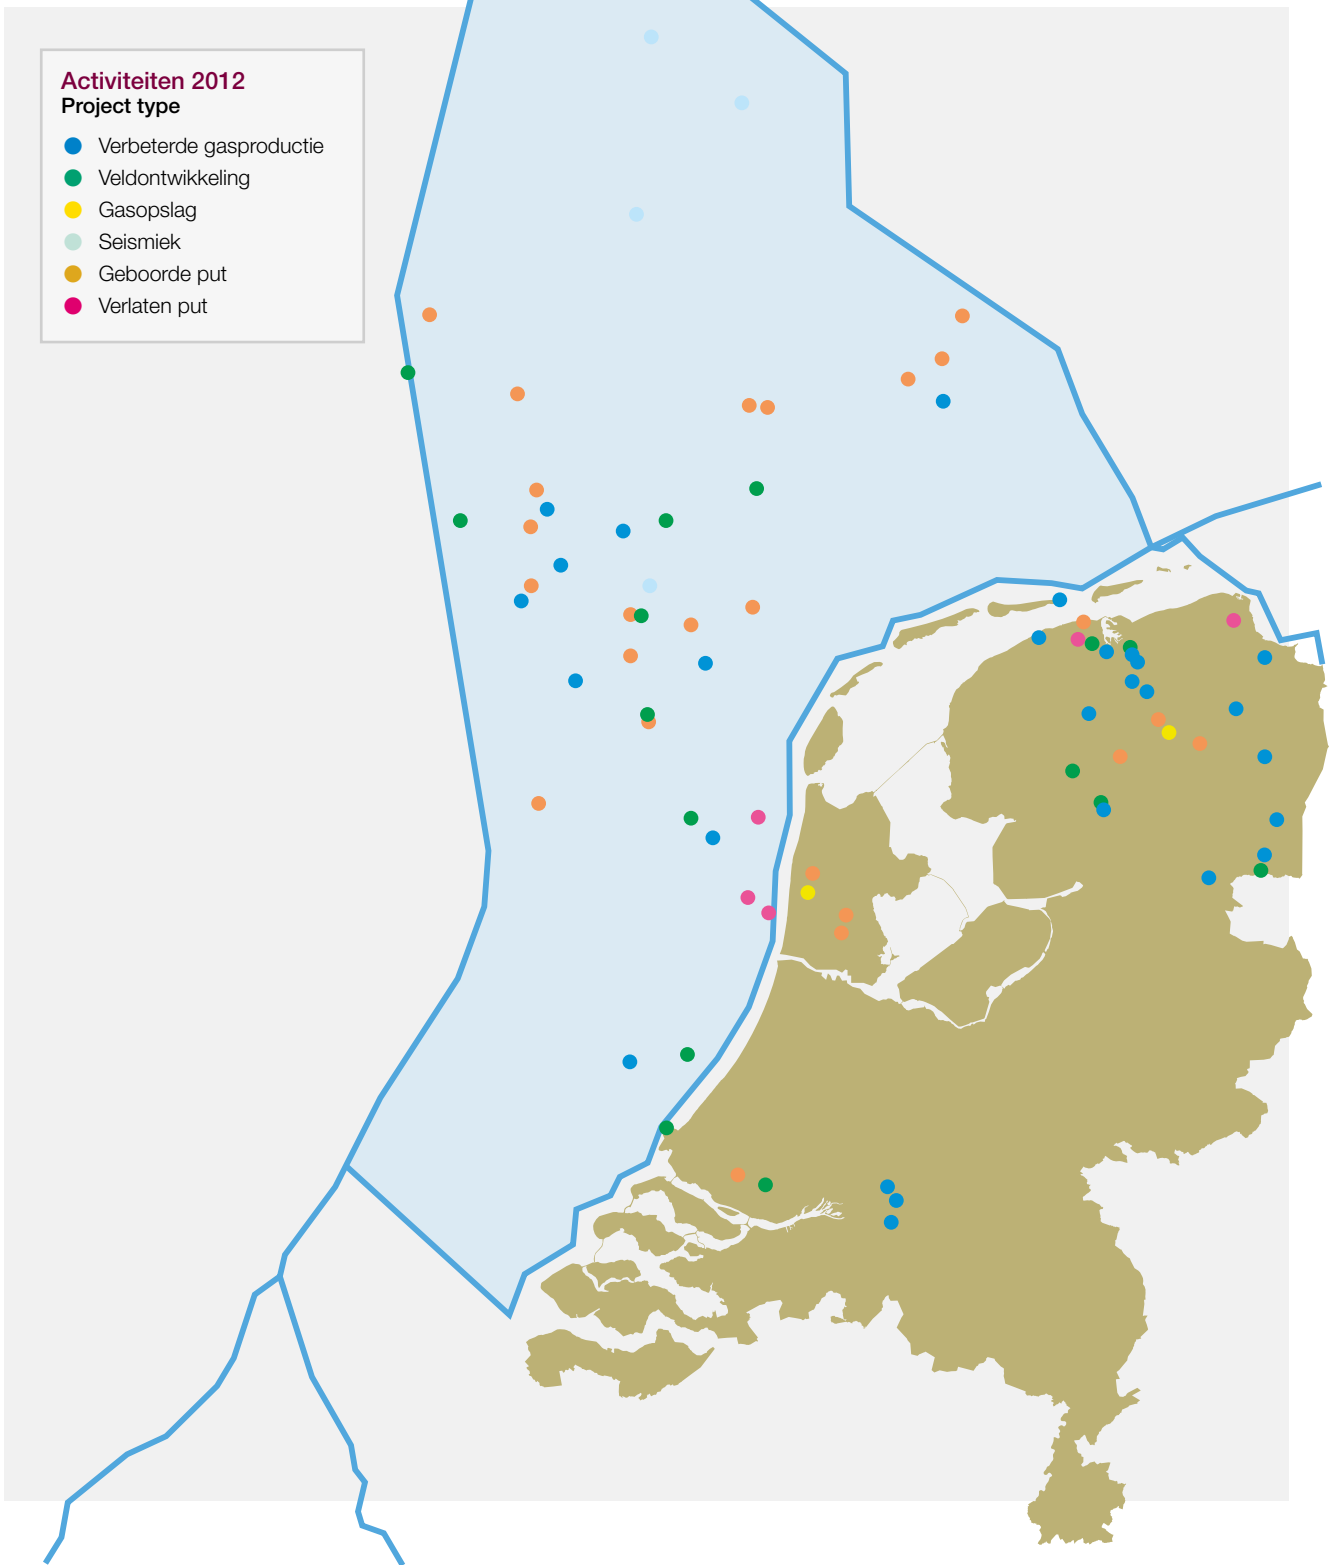 Activiteiten 2012
Project type
Verbeterde gasproductie
Veldontwikkeling
Gasopslag
Seismiek
Geboorde put
Verlaten put